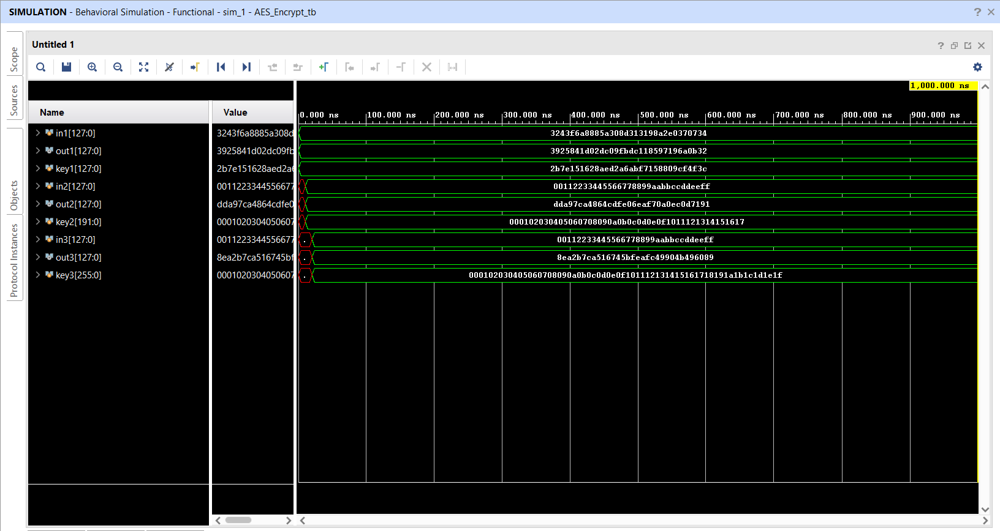 SIMULATION - Behavioral Simulation - Functional - sim_1 - AES_Encrypt_tb
? ×
Scope
Sources
Objects
Protocol Instances
Untitled 1
1,000.000 ns
Name
Value
0.000 ns 100.000 ns 200.000 ns 300.000 ns 400.000 ns 500.000 ns 600.000 ns 700.000 ns 800.000 ns 900.000 ns
in1[127:0] 3243f6a8885a308d 3243f6a8885a308d313198a2e0370734
out1[127:0] 3925841d02dc09fb 3925841d02dc09fbdc118597196a0b32
key1[127:0] 2b7e151628aed2a6 2b7e151628aed2a6abf7158809cf4f3c
in2[127:0] 0011223344556677 00112233445566778899aabbccddeeff
out2[127:0] dda97ca4864cdfe0 dda97ca4864cdfe06eaf70a0ec0d7191
key2[191:0] 0001020304050607 000102030405060708090a0b0c0d0e0f1011121314151617
in3[127:0] 0011223344556677 00112233445566778899aabbccddeeff
out3[127:0] 8ea2b7ca516745bf 8ea2b7ca516745bfeafc49904b496089
key3[255:0] 0001020304050607 000102030405060708090a0b0c0d0e0f101112131415161718191a1b1c1d1e1f